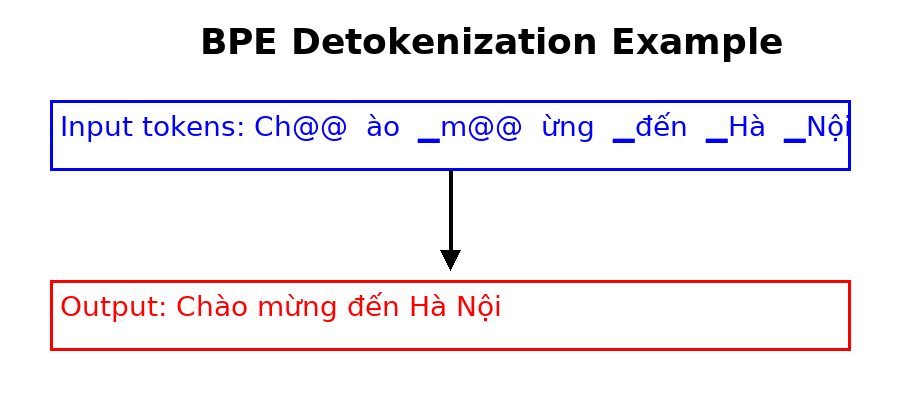 BPE Detokenization Example
Input tokens: Ch@@ ào ▁m@@ ừng ▁đến ▁Hà ▁Nội
Output: Chào mừng đến Hà Nội